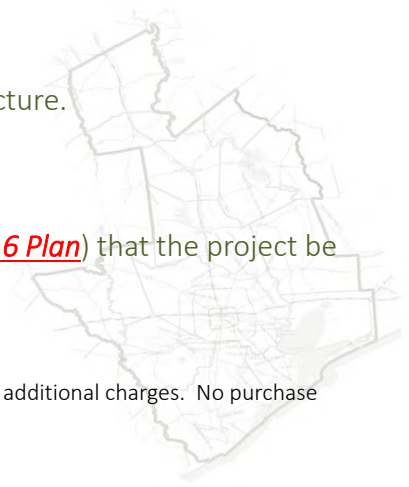 cture.
6 Plan) that the project be
additional charges. No purchase